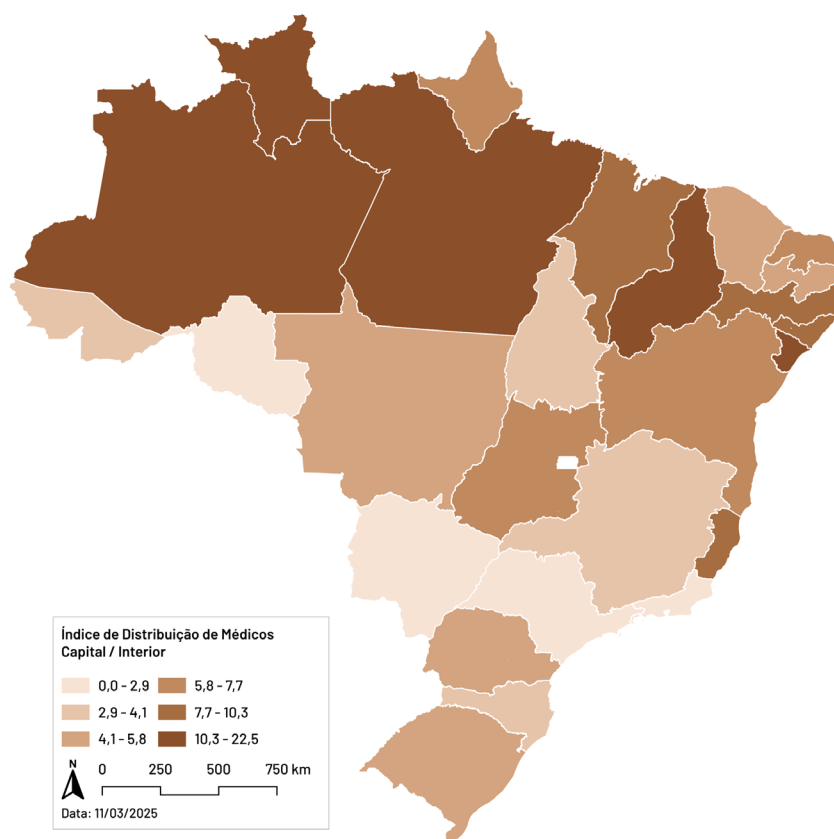 Índice de Distribuição de Médicos
Capital / Interior
0,0 - 2,9
5,8 - 7,7
2,9 - 4,1
7,7 - 10,3
4,1 - 5,8
10,3 - 22,5
N
0 250 500 750 km
Data: 11/03/2025